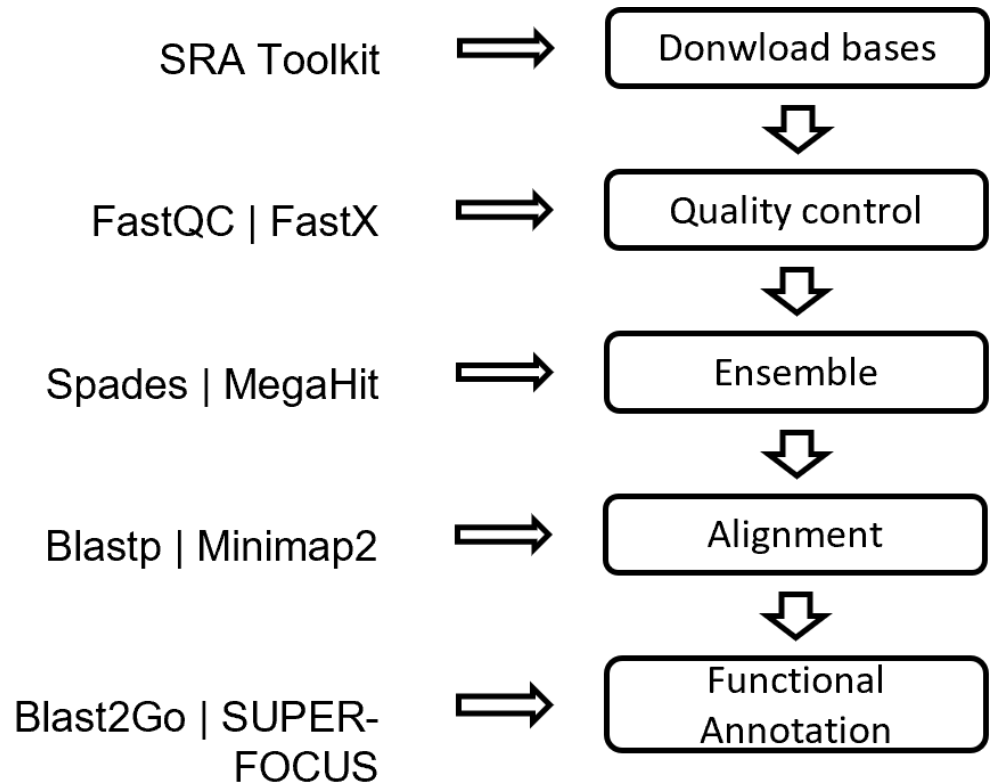 SRA Toolkit
Donwload bases
FastQC | FastX
Quality control
Spades | MegaHit
Ensemble
Blastp | Minimap2
Alignment
Blast2Go | SUPER-
FOCUS
Functional
Annotation